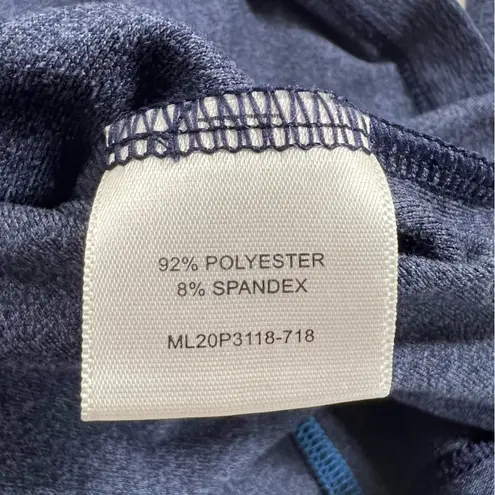 92% POLYESTER
8% SPANDEX
ML20P3118-718